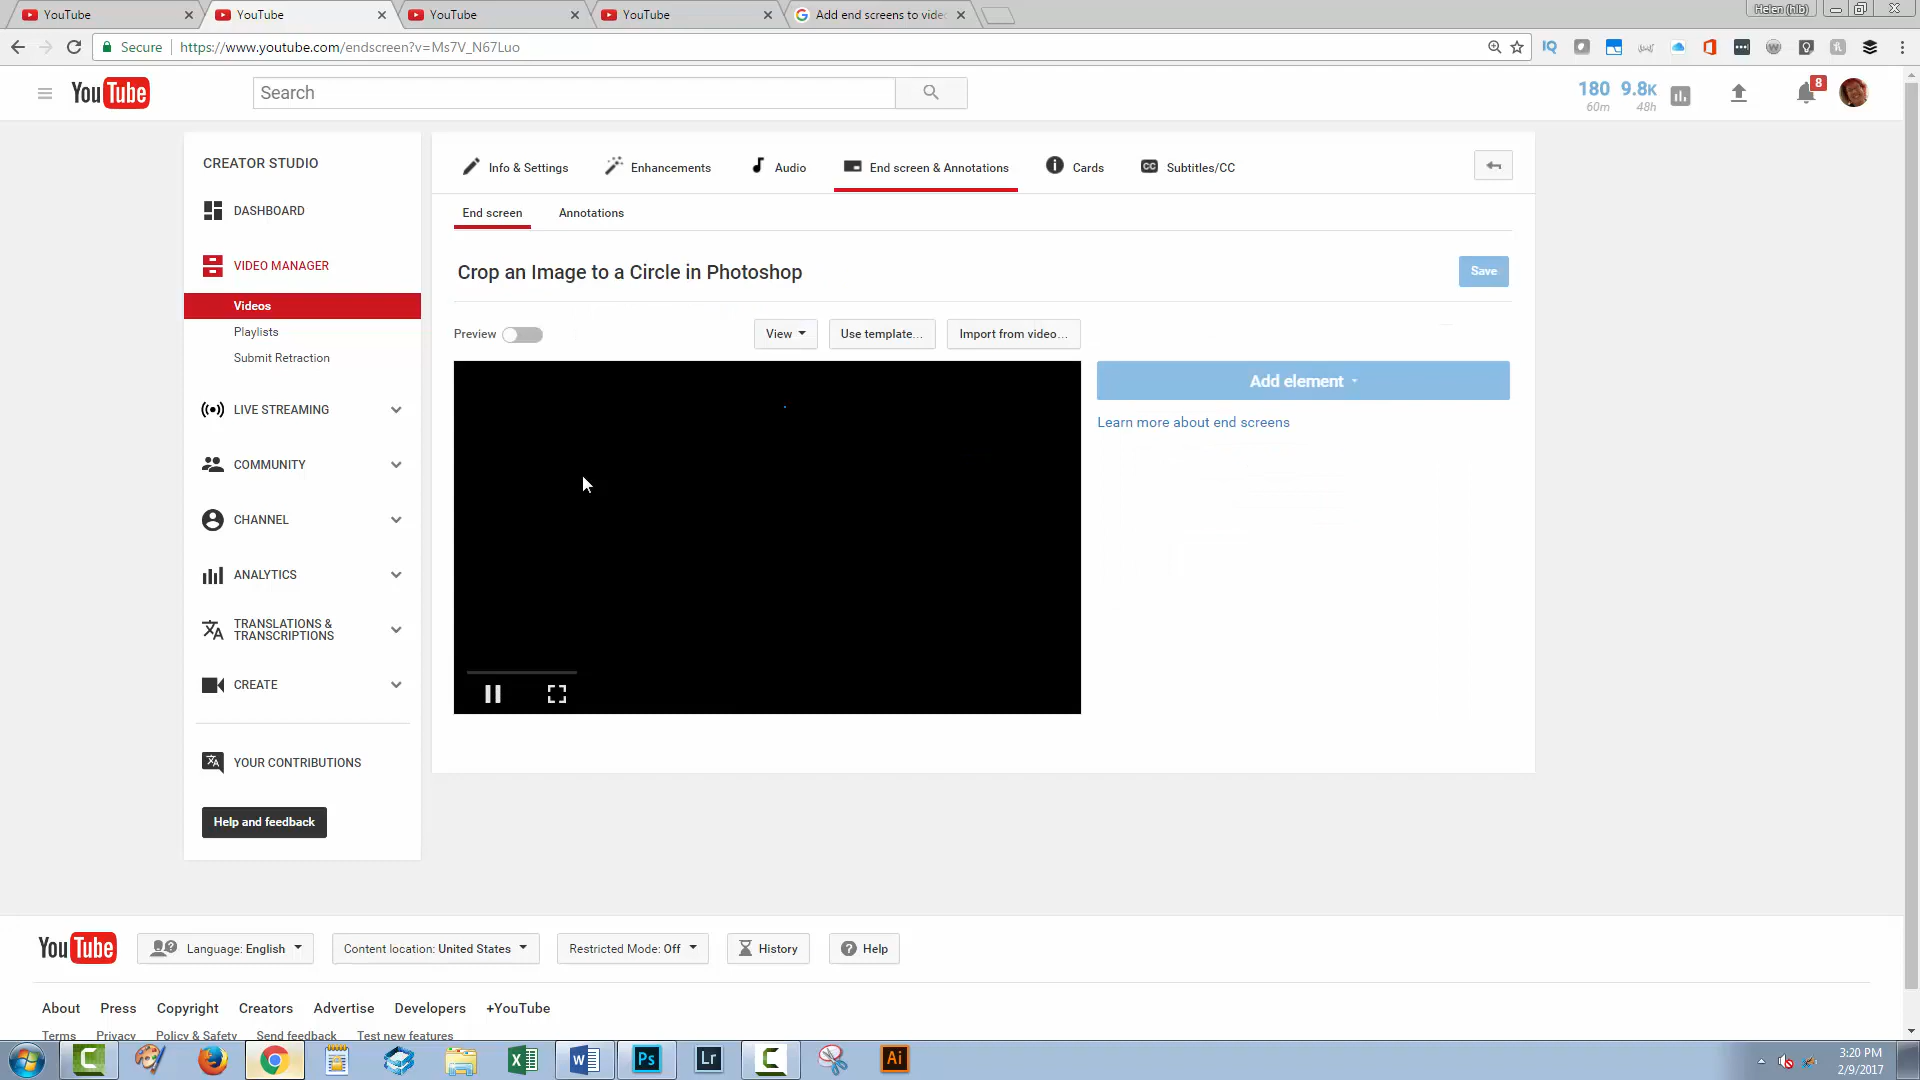 YouTube
YouTube
YouTube
YouTube
Add end screens to vide
Helen (hlb)
Secure
https://www.youtube.com/endscreen?v=Ms7V_N67Luo
YouTube
Search
180 9.8K
60m 48h
8
CREATOR STUDIO
DASHBOARD
VIDEO MANAGER
Videos
Playlists
Submit Retraction
LIVE STREAMING
COMMUNITY
CHANNEL
ANALYTICS
TRANSLATIONS &
TRANSCRIPTIONS
CREATE
YOUR CONTRIBUTIONS
Help and feedback
Info & Settings
Enhancements
Audio
End screen & Annotations
Cards
CC Subtitles/CC
End screen
Annotations
Crop an Image to a Circle in Photoshop
Save
Preview
View
Use template...
Import from video...
Add element
Learn more about end screens
YouTube
Language: English
Content location: United States
Restricted Mode: Off
History
Help
About Press Copyright Creators Advertise Developers +YouTube
Terms Privacy Policy & Safety Send feedback Test new features
Ps
Lr
Ai
3:20 PM
2/9/2017